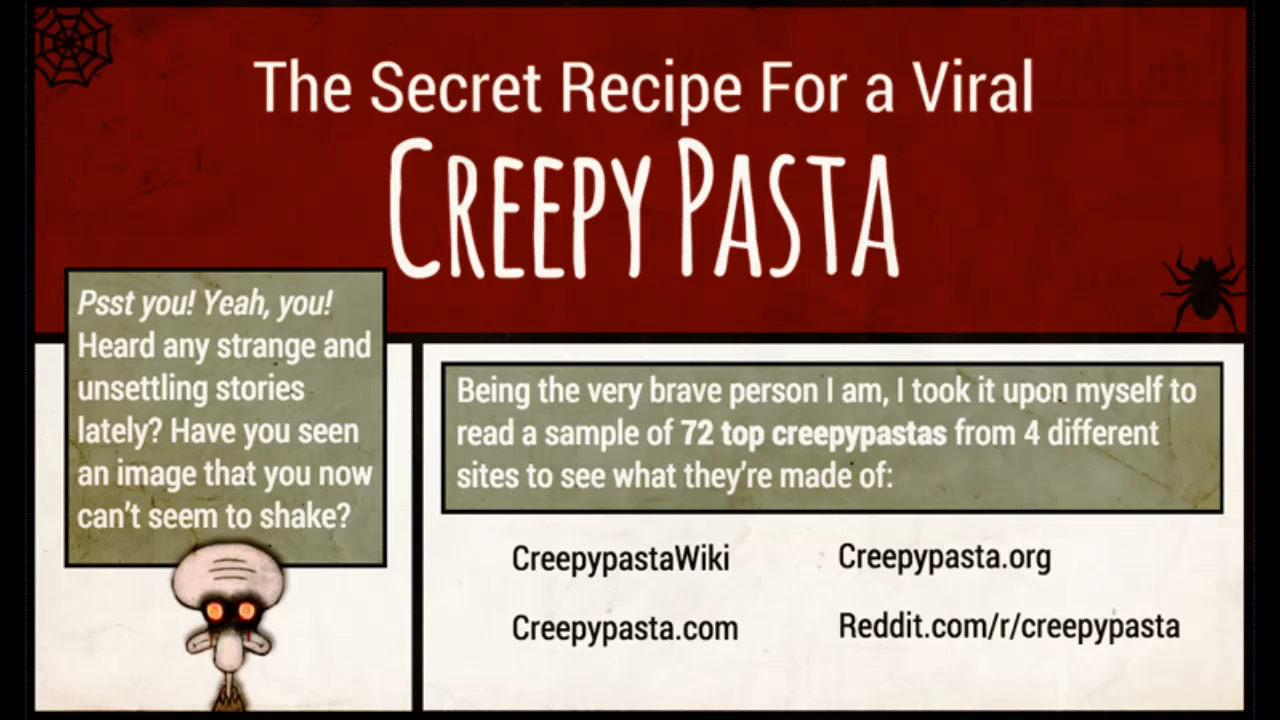 The Secret Recipe For a Viral
CREEPY PASTA
Psst you! Yeah, you!
Heard any strange and
unsettling stories
lately? Have you seen
an image that you now
can't seem to shake?
Being the very brave person I am, I took it upon myself to
read a sample of 72 top creepypastas from 4 different
sites to see what they're made of:
CreepypastaWiki
Creepypasta.org
Creepypasta.com
Reddit.com/r/creepypasta